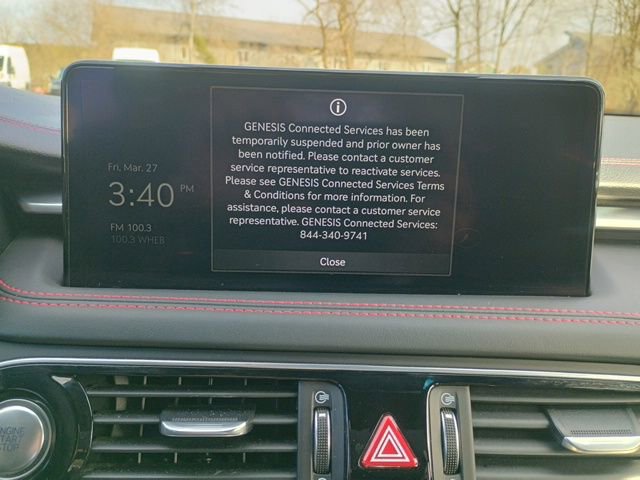 GENESIS Connected Services has been
temporarily suspended and prior owner has
been notified. Please contact a customer
service representative to reactivate services.
Please see GENESIS Connected Services Terms
& Conditions for more information. For
assistance, please contact a customer service
representative. GENESIS Connected Services:
844-340-9741
Close
Fri, Mar. 27
3:40 PM
FM 100.3
100.3 WHEB
ENGINE
START
STOP